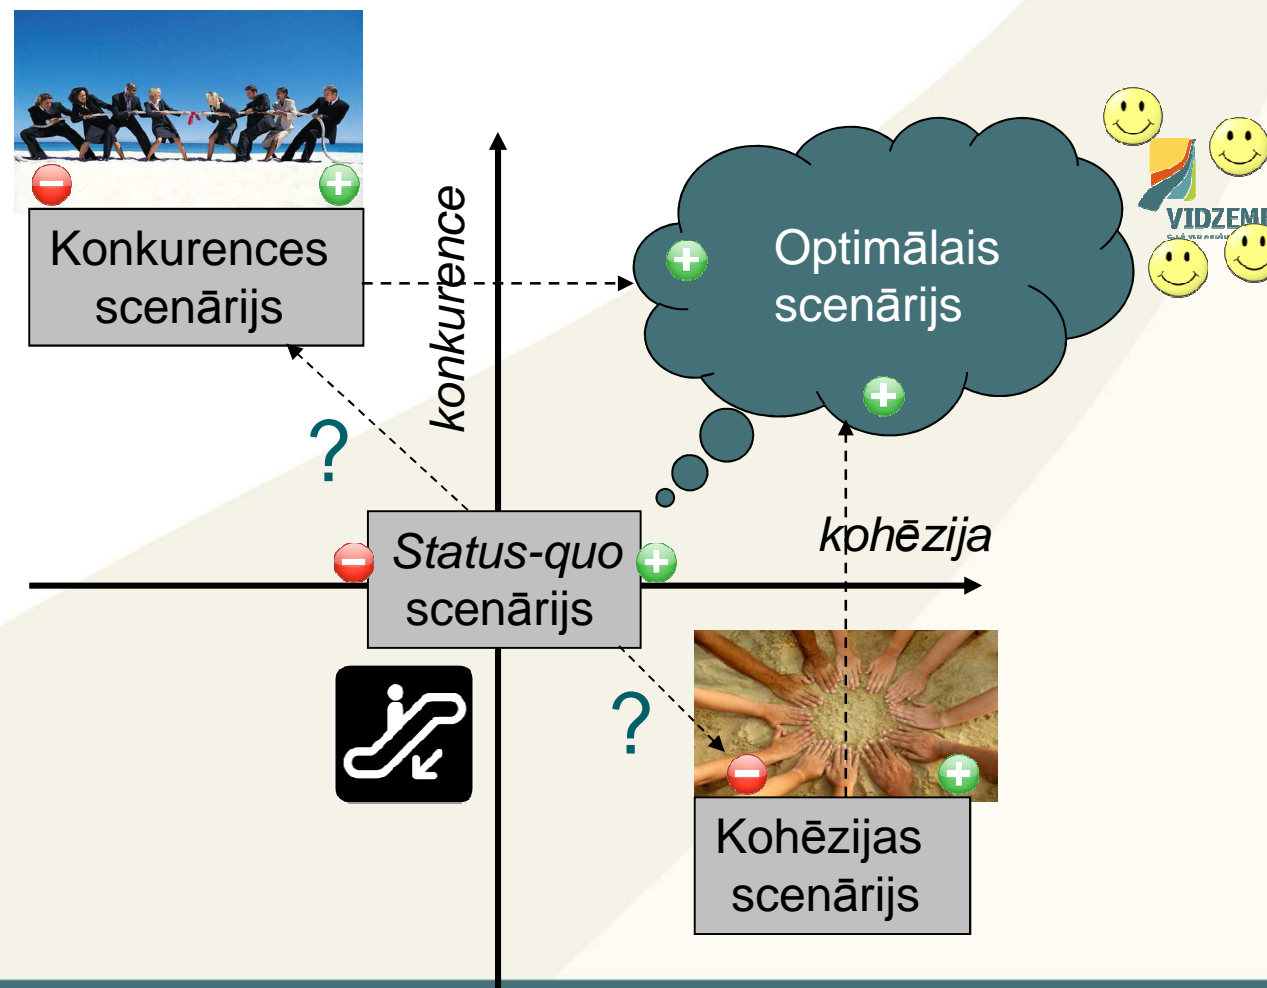 Konkurences
scenārijs
konkurence
Optimālais
scenārijs
VIDZEME
?
Status-quo
scenārijs
kohēzija
?
Kohēzijas
scenārijs